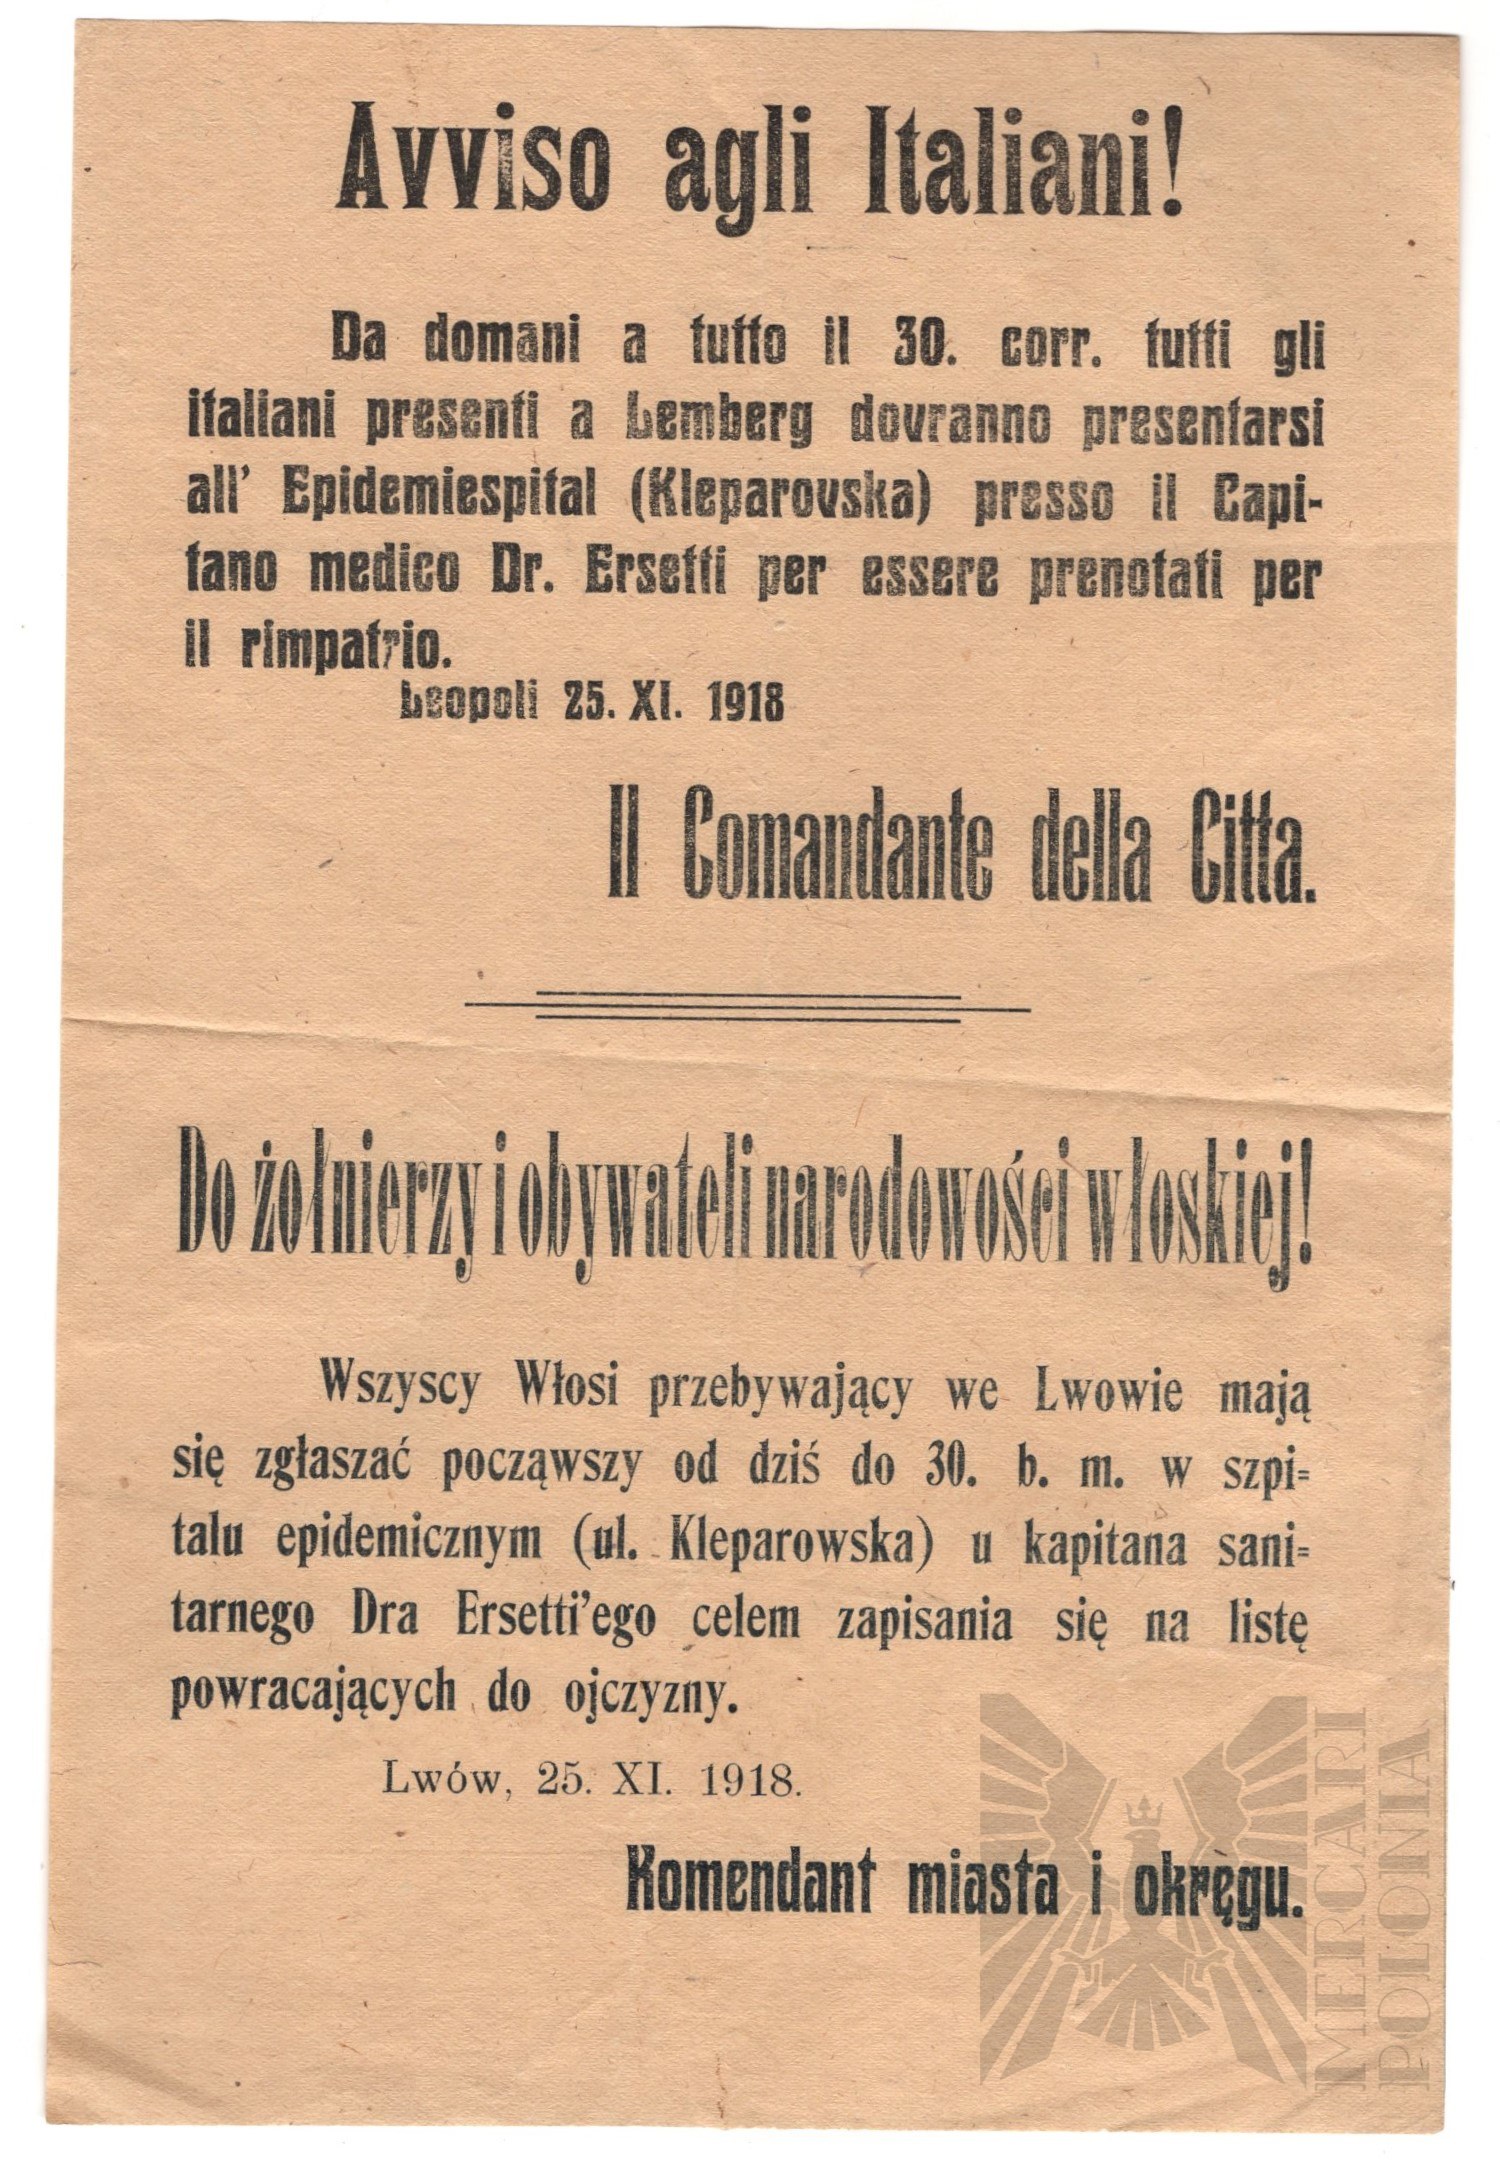 Avviso agli Italiani!
Da domani a tutto il 30. corr. tutti gli
italiani presenti a Lemberg dovranno presentarsi
all' Epidemiespital (Kleparovska) presso il Capi-
tano medico Dr. Ersetti per essere prenotati per
il rimpatrio.
Leopoli 25. XI. 1918
Il Comandante della Citta.
Do żołnierzy i obywateli narodowości włoskiej!
Wszyscy Włosi przebywający we Lwowie mają
się zgłaszać począwszy od dziś do 30. b. m. w szpi=
talu epidemicznym (ul. Kleparowska) u kapitana sani=
tarnego Dra Ersetti'ego celem zapisania się na listę
powracających do ojczyzny.
Lwów, 25. XI. 1918.
Komendant miasta i okręgu.
MERCARI
POLONIA